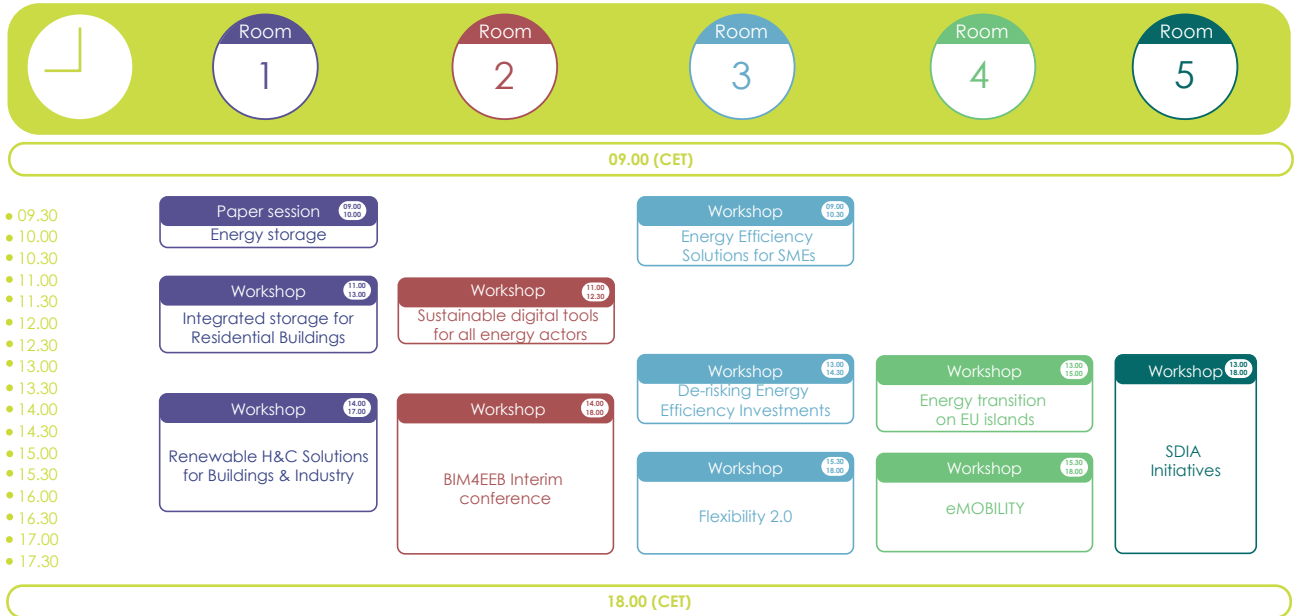 Room
1
Room
2
Room
3
Room
4
Room
5
09.00 (CET)
09.30
10.00
10.30
11.00
11.30
12.00
12.30
13.00
13.30
14.00
14.30
15.00
15.30
16.00
16.30
17.00
17.30
Paper session
09.00
10.00
Energy storage
Workshop
11.00
13.00
Integrated storage for
Residential Buildings
Workshop
14.00
17.00
Renewable H&C Solutions
for Buildings & Industry
Workshop
11.00
12.30
Sustainable digital tools
for all energy actors
Workshop
14.00
18.00
BIM4EEB Interim
conference
Workshop
09.00
10.30
Energy Efficiency
Solutions for SMEs
Workshop
13.00
14.30
De-risking Energy
Efficiency Investments
Workshop
15.30
18.00
Flexibility 2.0
Workshop
13.00
15.00
Energy transition
on EU islands
Workshop
15.30
18.00
eMOBILITY
Workshop
13.00
18.00
SDIA
Initiatives
18.00 (CET)